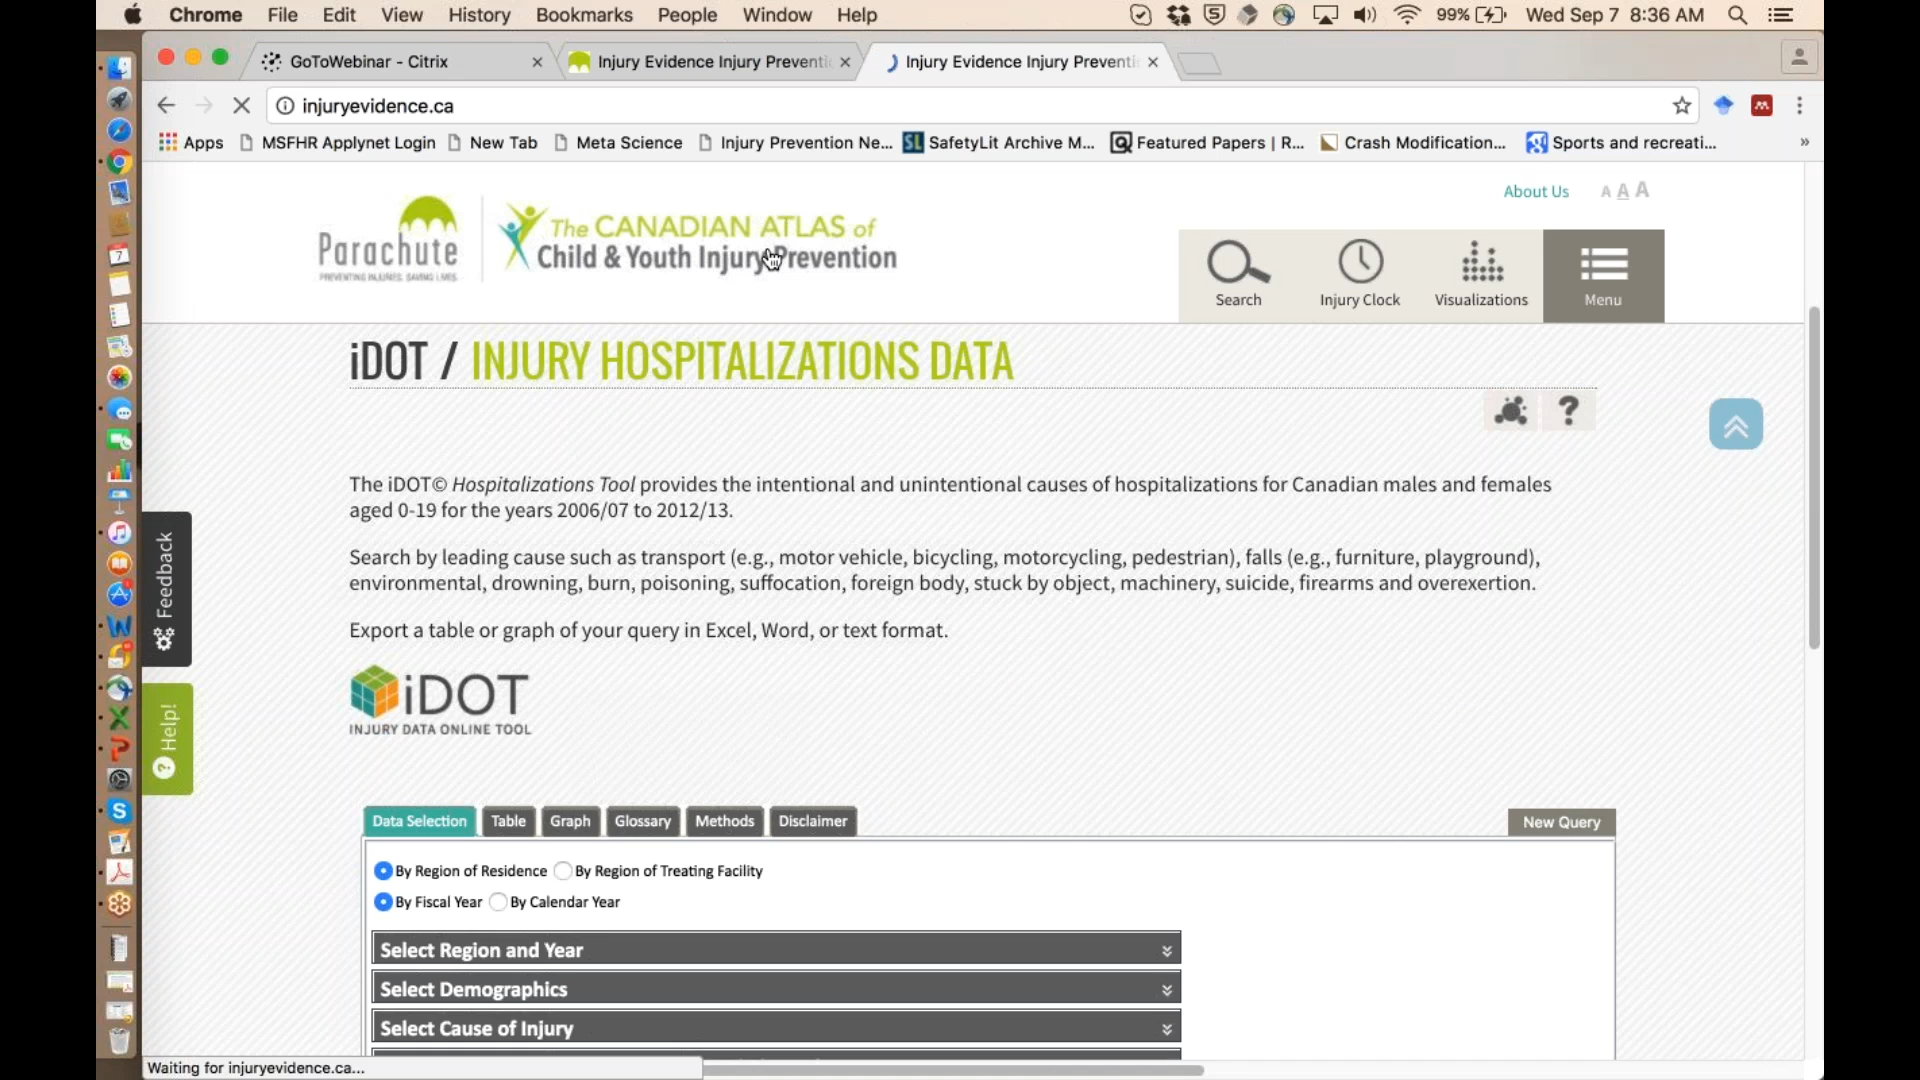 Chrome File Edit View History Bookmarks People Window Help 99% Wed Sep 7 8:36 AM
GoToWebinar - Citrix Injury Evidence Injury Preventi Injury Evidence Injury Preventi
injuryevidence.ca
Apps MSFHR Applynet Login New Tab Meta Science Injury Prevention Ne... SL SafetyLit Archive M... Featured Papers | R... Crash Modification... Sports and recreati... »
About Us A A A
Parachute
PREVENTING INJURIES. SAVING LIVES.
The CANADIAN ATLAS of
Child & Youth Injury Prevention
Search Injury Clock Visualizations Menu
iDOT / INJURY HOSPITALIZATIONS DATA
?
The iDOT© Hospitalizations Tool provides the intentional and unintentional causes of hospitalizations for Canadian males and females
aged 0-19 for the years 2006/07 to 2012/13.
Search by leading cause such as transport (e.g., motor vehicle, bicycling, motorcycling, pedestrian), falls (e.g., furniture, playground),
environmental, drowning, burn, poisoning, suffocation, foreign body, stuck by object, machinery, suicide, firearms and overexertion.
Export a table or graph of your query in Excel, Word, or text format.
iDOT
INJURY DATA ONLINE TOOL
Feedback
? Help!
Data Selection Table Graph Glossary Methods Disclaimer New Query
By Region of Residence By Region of Treating Facility
By Fiscal Year By Calendar Year
Select Region and Year
Select Demographics
Select Cause of Injury
Waiting for injuryevidence.ca...